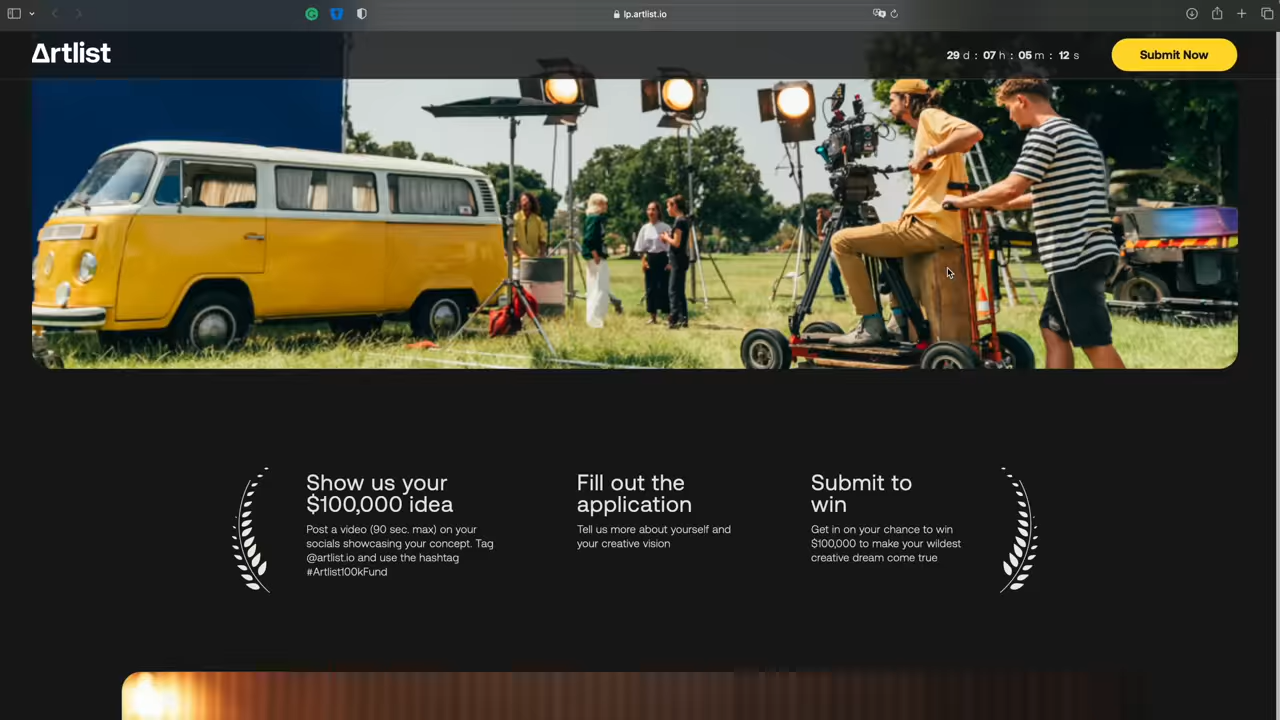 lp.artlist.io
Artlist
29 d : 07 h : 05 m : 12 s
Submit Now
Show us your
$100,000 idea
Post a video (90 sec. max) on your
socials showcasing your concept. Tag
@artlist.io and use the hashtag
#Artlist100kFund
Fill out the
application
Tell us more about yourself and
your creative vision
Submit to
win
Get in on your chance to win
$100,000 to make your wildest
creative dream come true